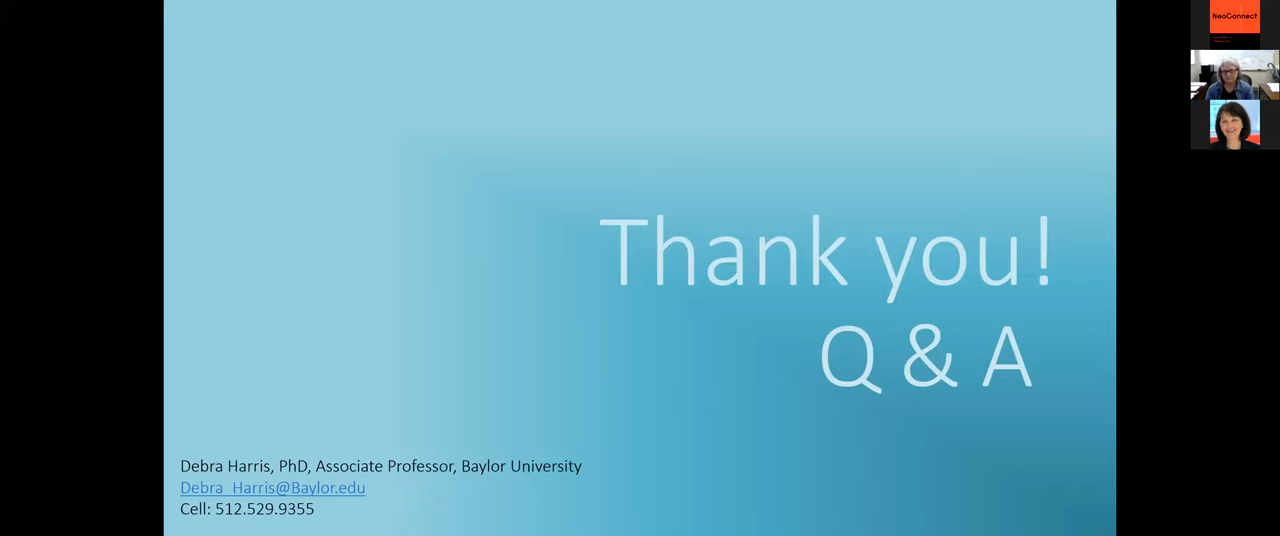 NeoConnect
Thank you!
Q & A
Debra Harris, PhD, Associate Professor, Baylor University
Debra_Harris@Baylor.edu
Cell: 512.529.9355